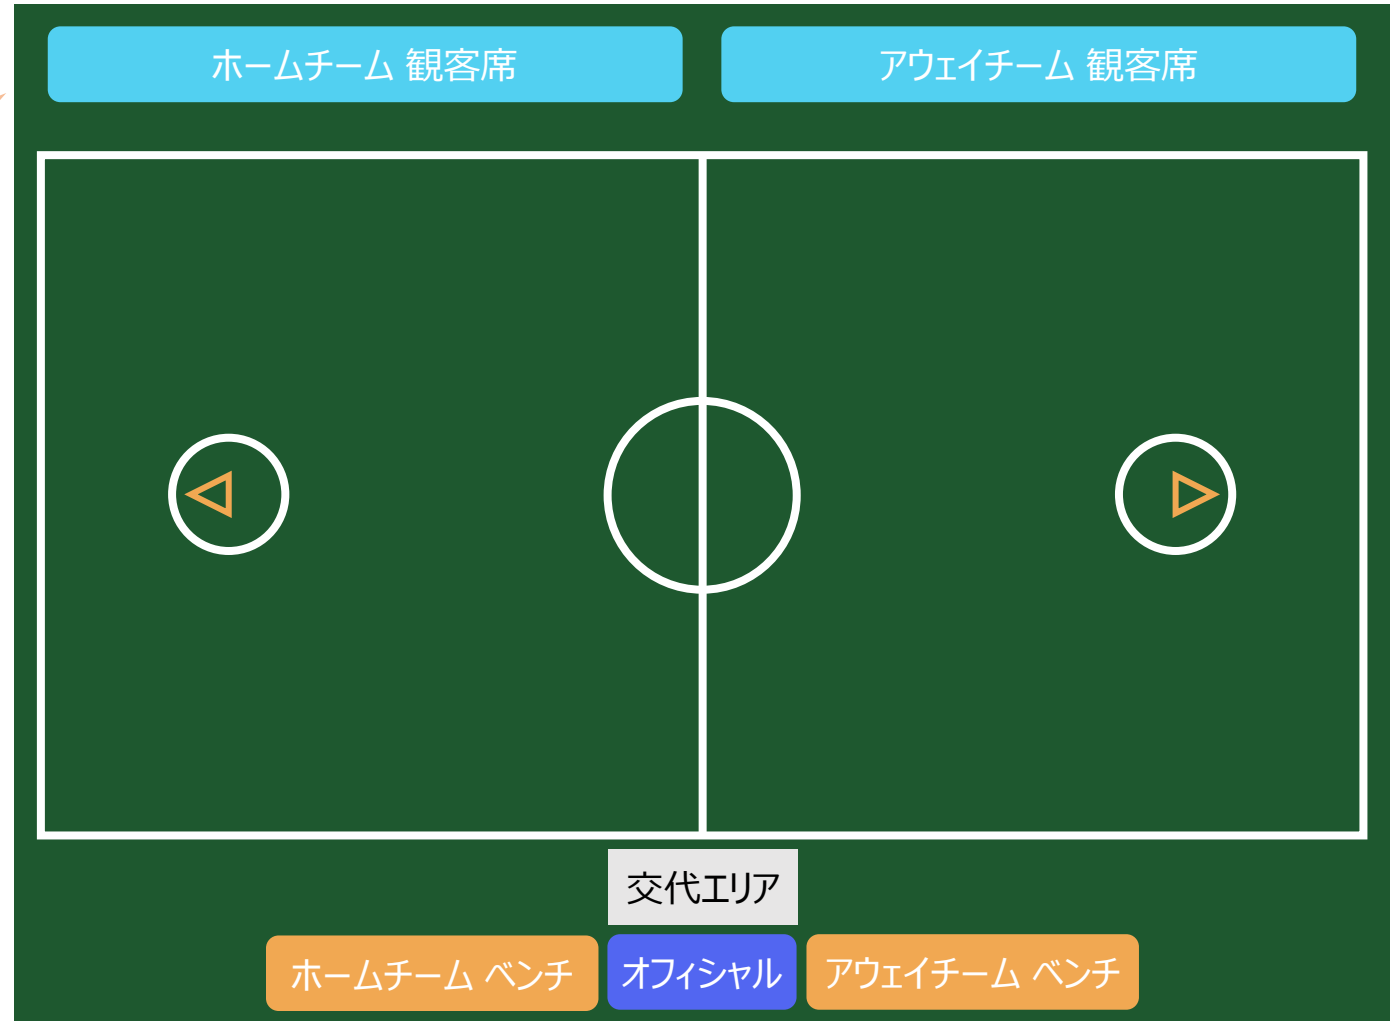 ホームチーム 観客席
アウェイチーム 観客席
交代エリア
ホームチーム ベンチ
オフィシャル
アウェイチーム ベンチ